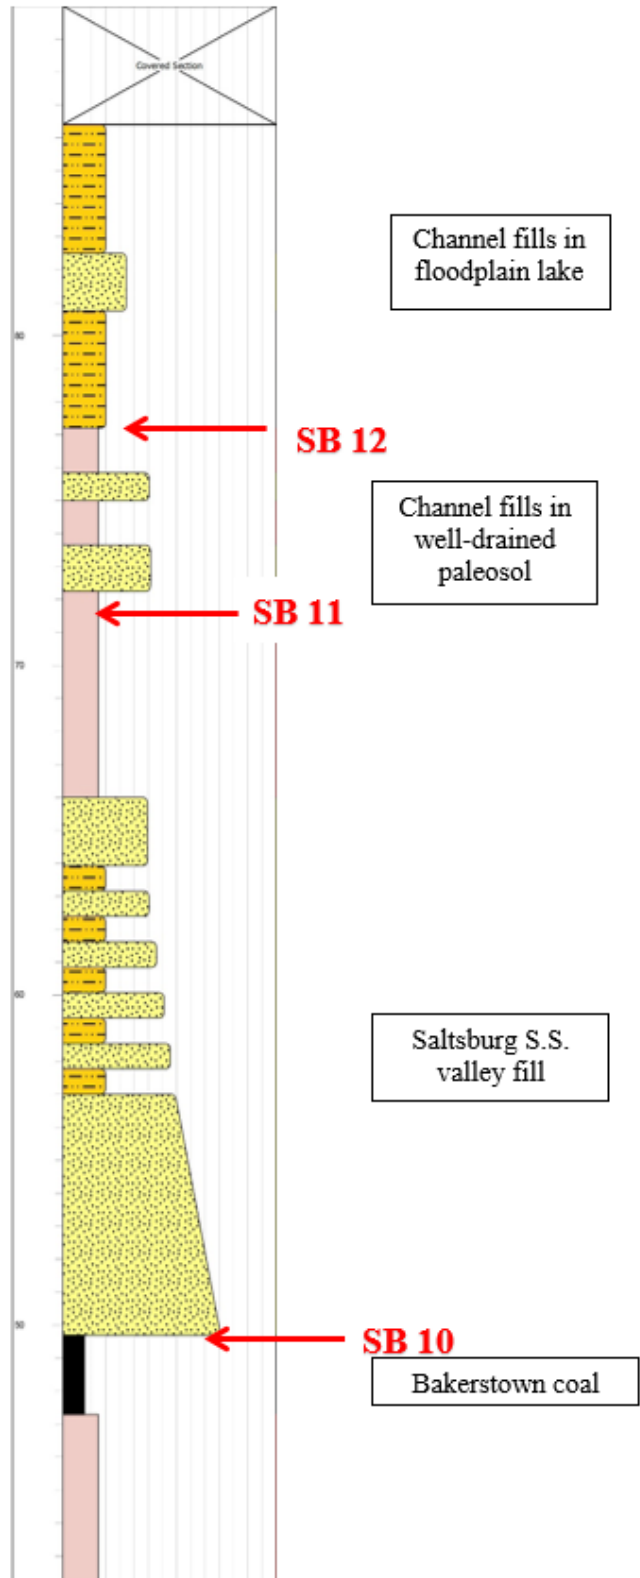 Covered Section
Channel fills in
floodplain lake
80
SB 12
Channel fills in
well-drained
paleosol
SB 11
70
60
Saltsburg S.S.
valley fill
50
SB 10
Bakerstown coal